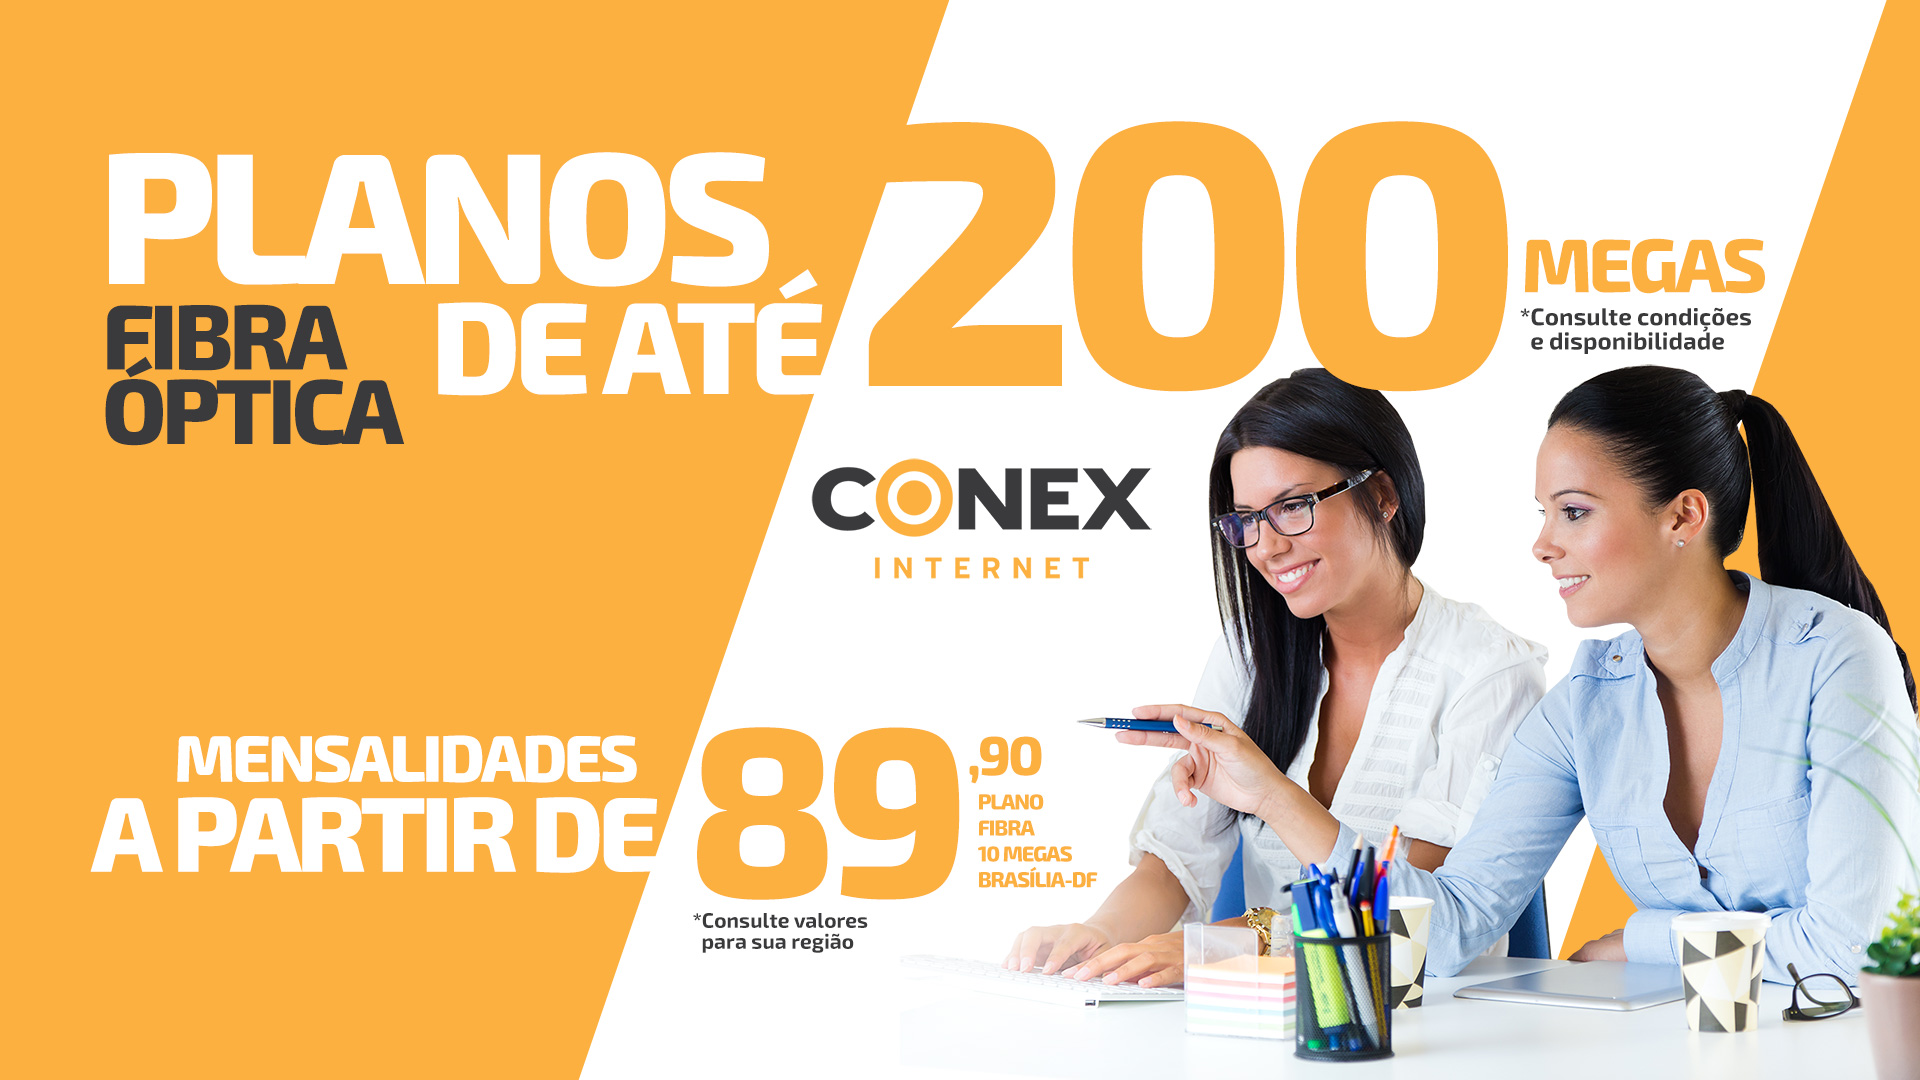 PLANOS
FIBRA
ÓPTICA
DE ATÉ
200
MEGAS
*Consulte condições
e disponibilidade
CONEX
INTERNET
MENSALIDADES
A PARTIR DE
89
,90
PLANO
FIBRA
10 MEGAS
BRASÍLIA-DF
*Consulte valores
para sua região